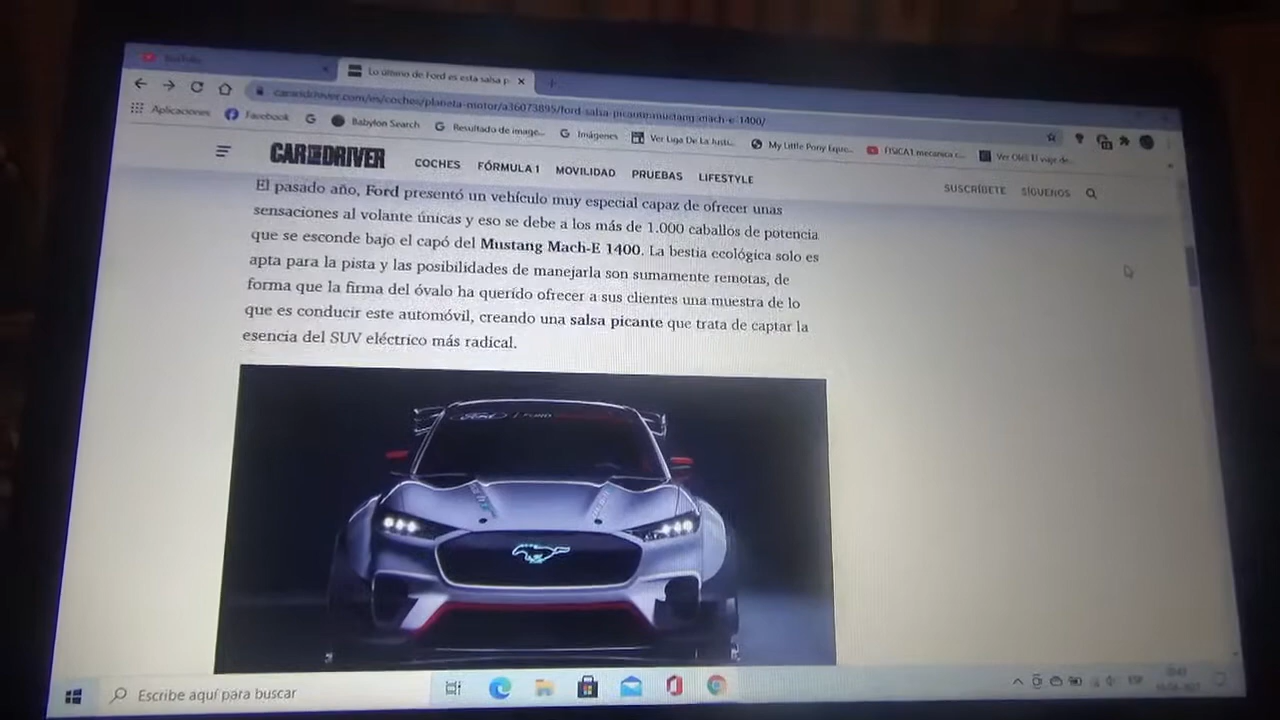 YouTube
Lo último de Ford es esta salsa p
caranddriver.com/es/coches/planeta-motor/a36073895/ford-salsa-picante-mustang-mach-e-1400/
Aplicaciones Facebook Babylon Search Resultado de image... Imágenes Ver Liga De La Justi... My Little Pony Eque... FISICA1 mecanica c... Ver Olé! El viaje de...
CAR AND DRIVER COCHES FÓRMULA 1 MOVILIDAD PRUEBAS LIFESTYLE SUSCRÍBETE SÍGUENOS
El pasado año, Ford presentó un vehículo muy especial capaz de ofrecer unas
sensaciones al volante únicas y eso se debe a los más de 1.000 caballos de potencia
que se esconde bajo el capó del Mustang Mach-E 1400. La bestia ecológica solo es
apta para la pista y las posibilidades de manejarla son sumamente remotas, de
forma que la firma del óvalo ha querido ofrecer a sus clientes una muestra de lo
que es conducir este automóvil, creando una salsa picante que trata de captar la
esencia del SUV eléctrico más radical.
Ford
Escribe aquí para buscar ESP